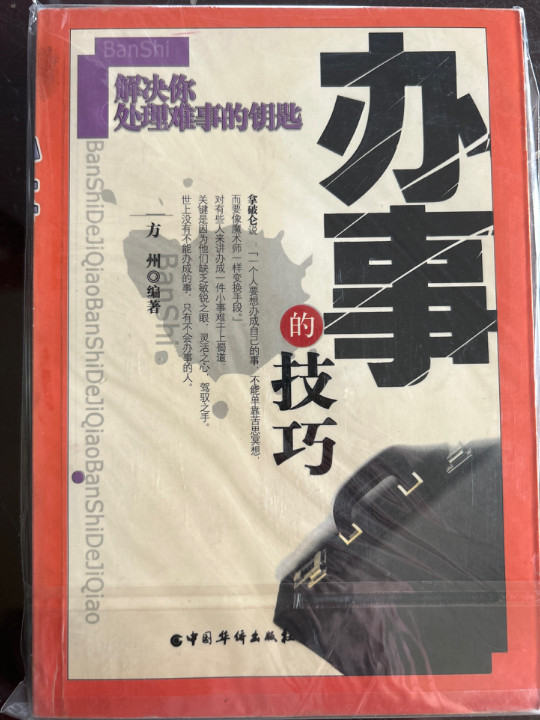 BanShi
解决你
处理难事的钥匙
办事
的
技巧
拿破仑说：「一个人要想办成自己的事，不能单靠苦思冥想，
而要像魔术师一样变换手段。」
对有些人来讲办成一件小事难于上蜀道，
关键是因为他们缺乏敏锐之眼，灵活之心，驾驭之手。
世上没有不能办成的事，只有不会办事的人。
方州◎编著
BanShi
BanShiDeJiQiaoBanShiDeJiQiaoBanShiDeJiQiao
中国华侨出版社